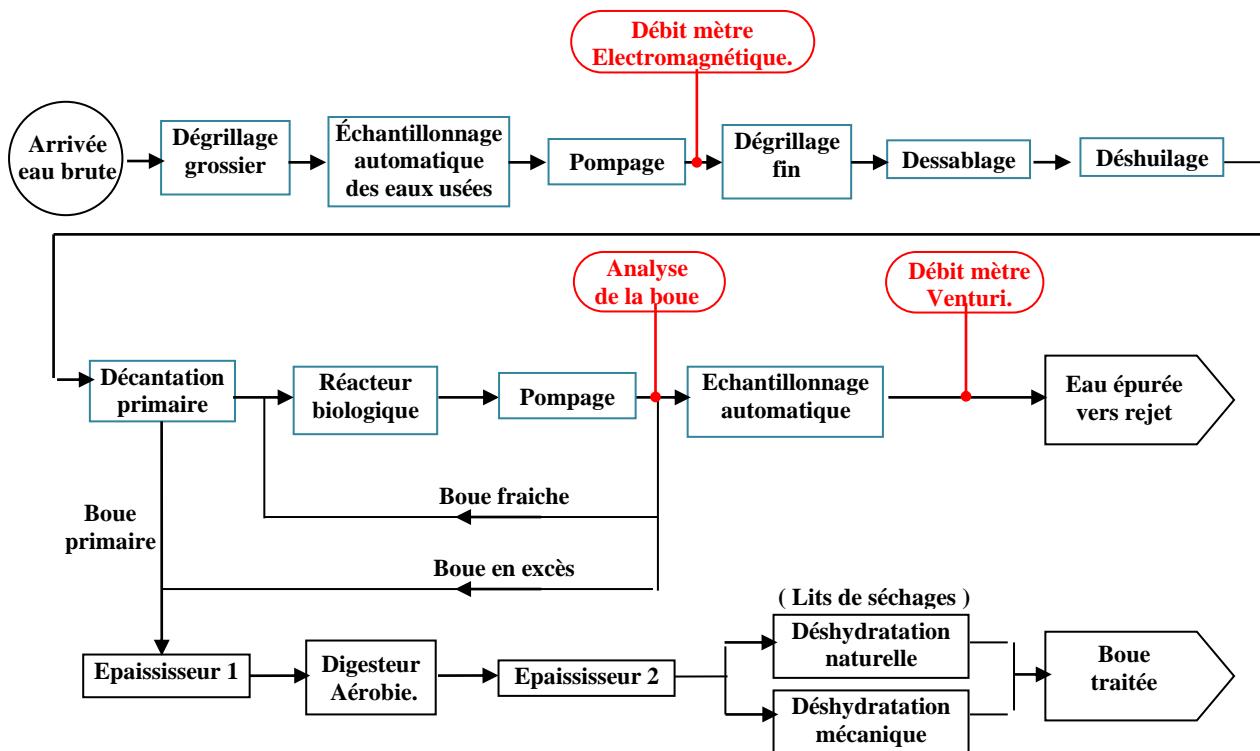 Débit mètre
Electromagnétique.
Arrivée
eau brute
Dégrillage
grossier
Échantillonnage
automatique
des eaux usées
Pompage
Dégrillage
fin
Dessablage
Déshuilage
Analyse
de la boue
Débit mètre
Venturi.
Décantation
primaire
Réacteur
biologique
Pompage
Echantillonnage
automatique
Eau épurée
vers rejet
Boue fraiche
Boue
primaire
Boue en excès
( Lits de séchages )
Epaississeur 1
Digesteur
Aérobie.
Epaississeur 2
Déshydratation
naturelle
Déshydratation
mécanique
Boue
traitée